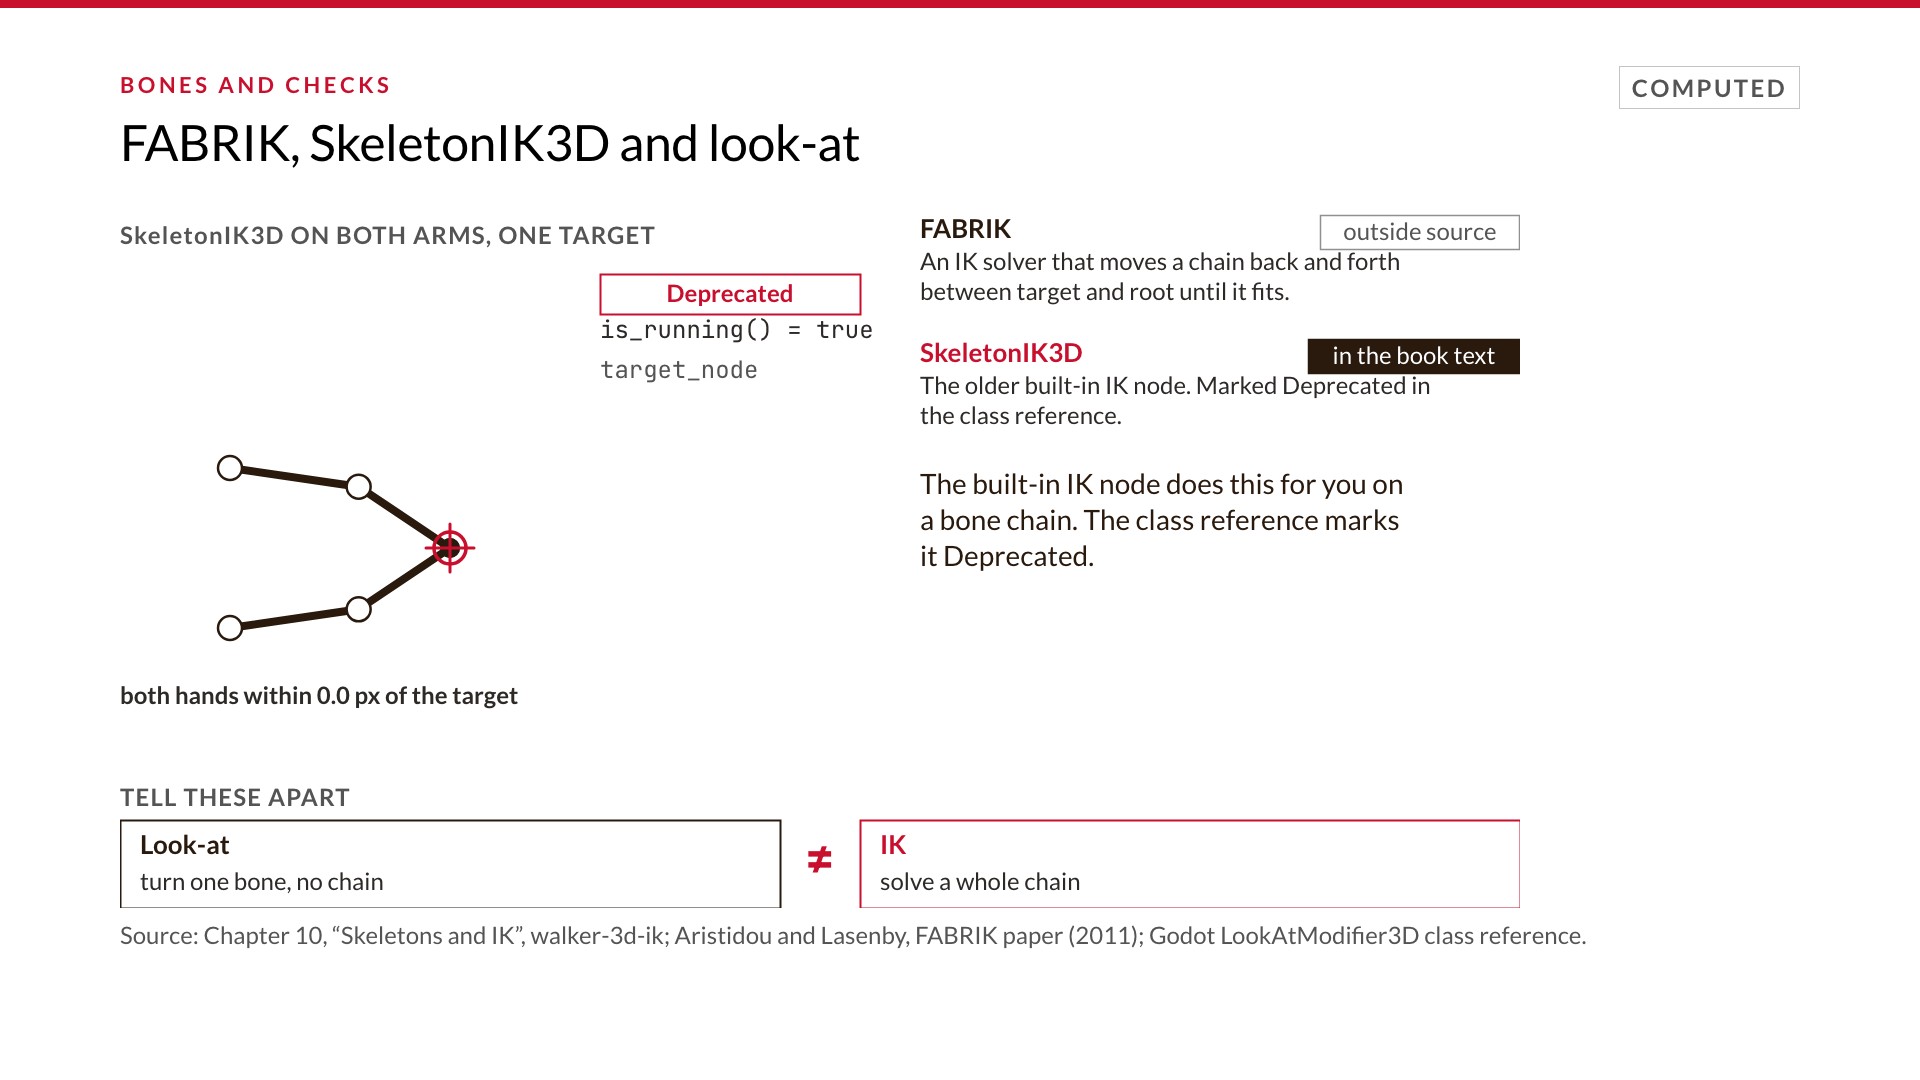 BONES AND CHECKS
COMPUTED
FABRIK, SkeletonIK3D and look-at
SkeletonIK3D ON BOTH ARMS, ONE TARGET
Deprecated
is_running() = true
target_node
both hands within 0.0 px of the target
FABRIK
outside source
An IK solver that moves a chain back and forth
between target and root until it fits.
SkeletonIK3D
in the book text
The older built-in IK node. Marked Deprecated in
the class reference.
The built-in IK node does this for you on
a bone chain. The class reference marks
it Deprecated.
TELL THESE APART
Look-at
turn one bone, no chain
≠
IK
solve a whole chain
Source: Chapter 10, “Skeletons and IK”, walker-3d-ik; Aristidou and Lasenby, FABRIK paper (2011); Godot LookAtModifier3D class reference.